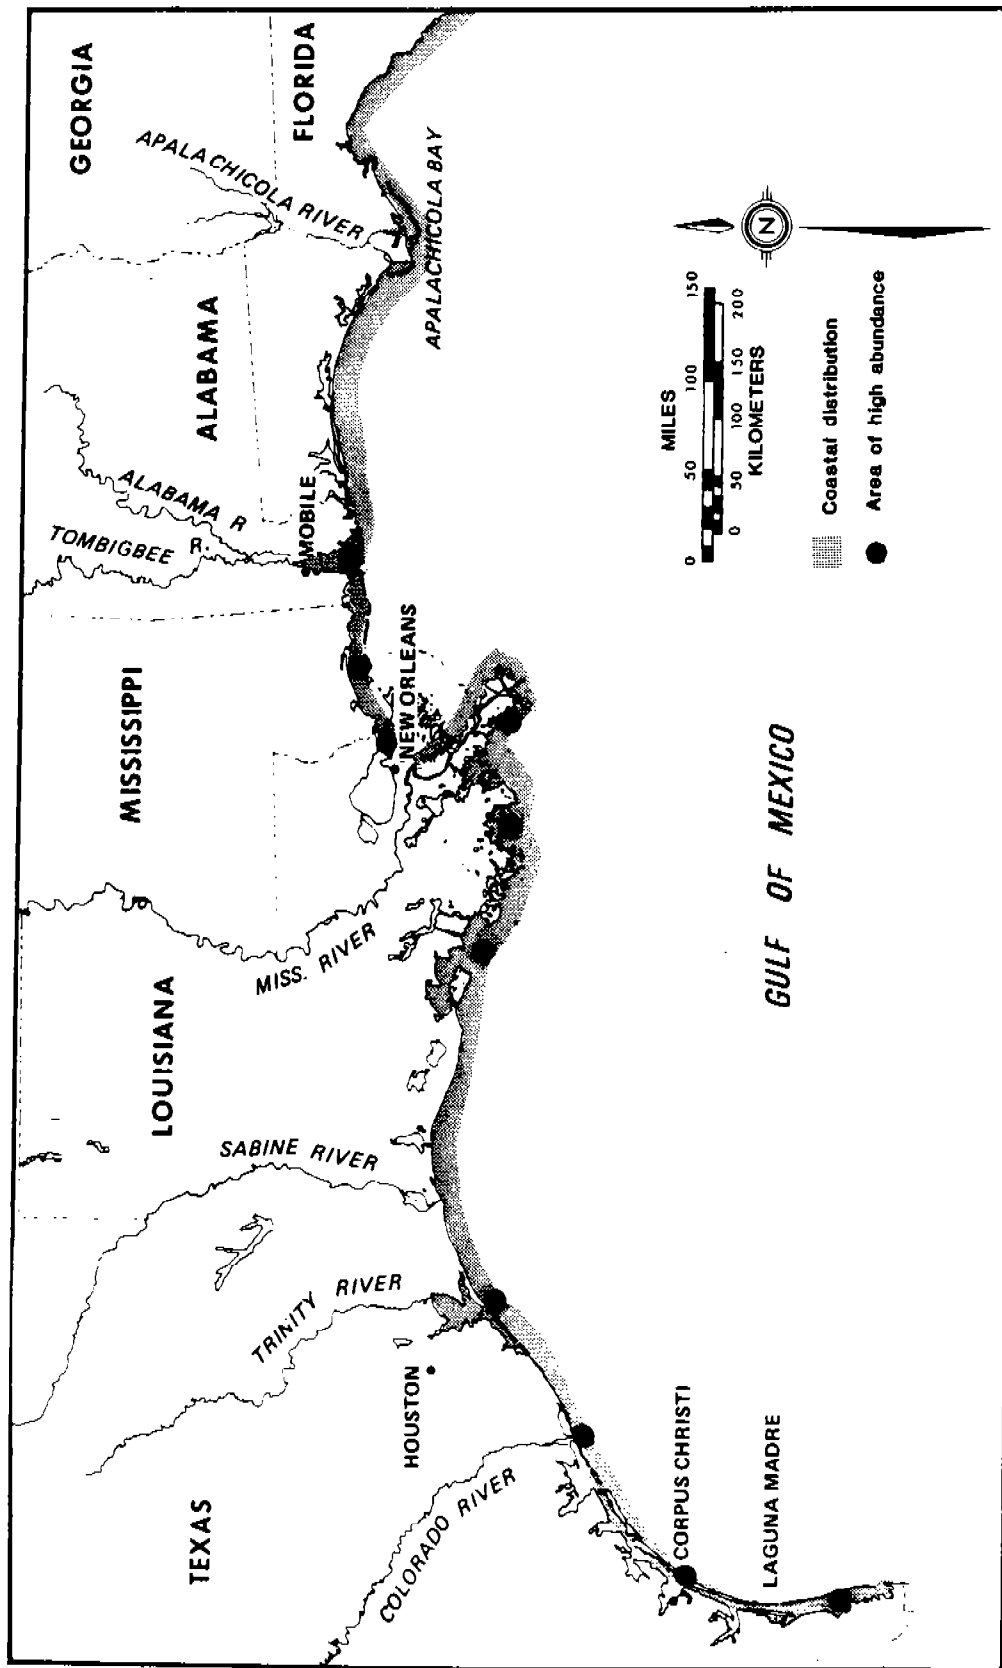 GEORGIA
FLORIDA
APALACHICOLA RIVER
APALACHICOLA BAY
ALABAMA
ALABAMA R
TOMBIGBEE R.
MOBILE
MISSISSIPPI
NEW ORLEANS
MISS. RIVER
LOUISIANA
SABINE RIVER
TRINITY RIVER
HOUSTON
TEXAS
COLORADO RIVER
CORPUS CHRISTI
LAGUNA MADRE
GULF OF MEXICO
N
MILES
0 50 100 150
0 50 100 150 200
KILOMETERS
Coastal distribution
Area of high abundance